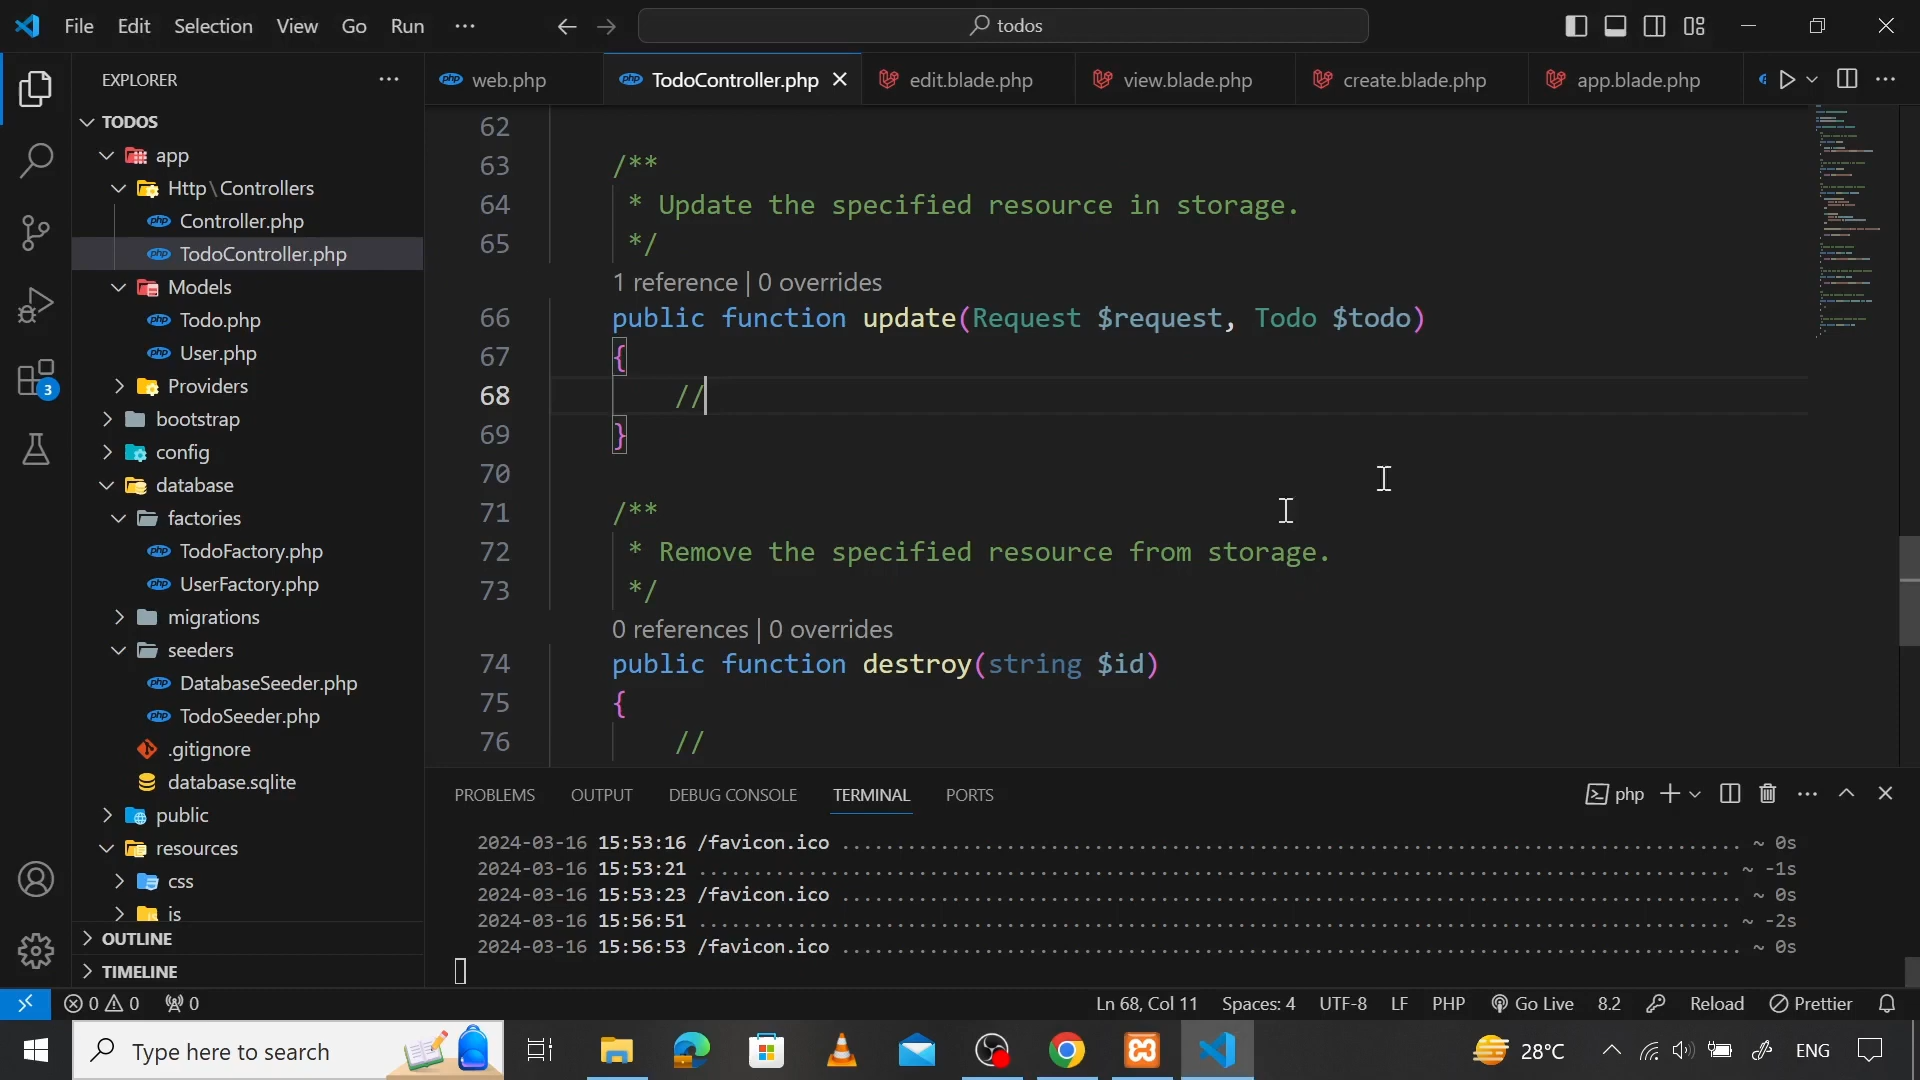 File Edit Selection View Go Run ···
todos
EXPLORER ···
web.php TodoController.php edit.blade.php view.blade.php create.blade.php app.blade.php
TODOS
app
Http\Controllers
Controller.php
TodoController.php
Models
Todo.php
User.php
Providers
bootstrap
config
database
factories
TodoFactory.php
UserFactory.php
migrations
seeders
DatabaseSeeder.php
TodoSeeder.php
.gitignore
database.sqlite
public
resources
css
js
OUTLINE
TIMELINE
3
62
63 /**
64 * Update the specified resource in storage.
65 */
1 reference | 0 overrides
66 public function update(Request $request, Todo $todo)
67 {
68 //
69 }
70
71 /**
72 * Remove the specified resource from storage.
73 */
0 references | 0 overrides
74 public function destroy(string $id)
75 {
76 //
PROBLEMS OUTPUT DEBUG CONSOLE TERMINAL PORTS php
2024-03-16 15:53:16 /favicon.ico ........................................................................................ ~ 0s
2024-03-16 15:53:21 ..................................................................................................... ~ -1s
2024-03-16 15:53:23 /favicon.ico ........................................................................................ ~ 0s
2024-03-16 15:56:51 ..................................................................................................... ~ -2s
2024-03-16 15:56:53 /favicon.ico ........................................................................................ ~ 0s
0 0 0 Ln 68, Col 11 Spaces: 4 UTF-8 LF PHP Go Live 8.2 Reload Prettier
Type here to search 28°C ENG